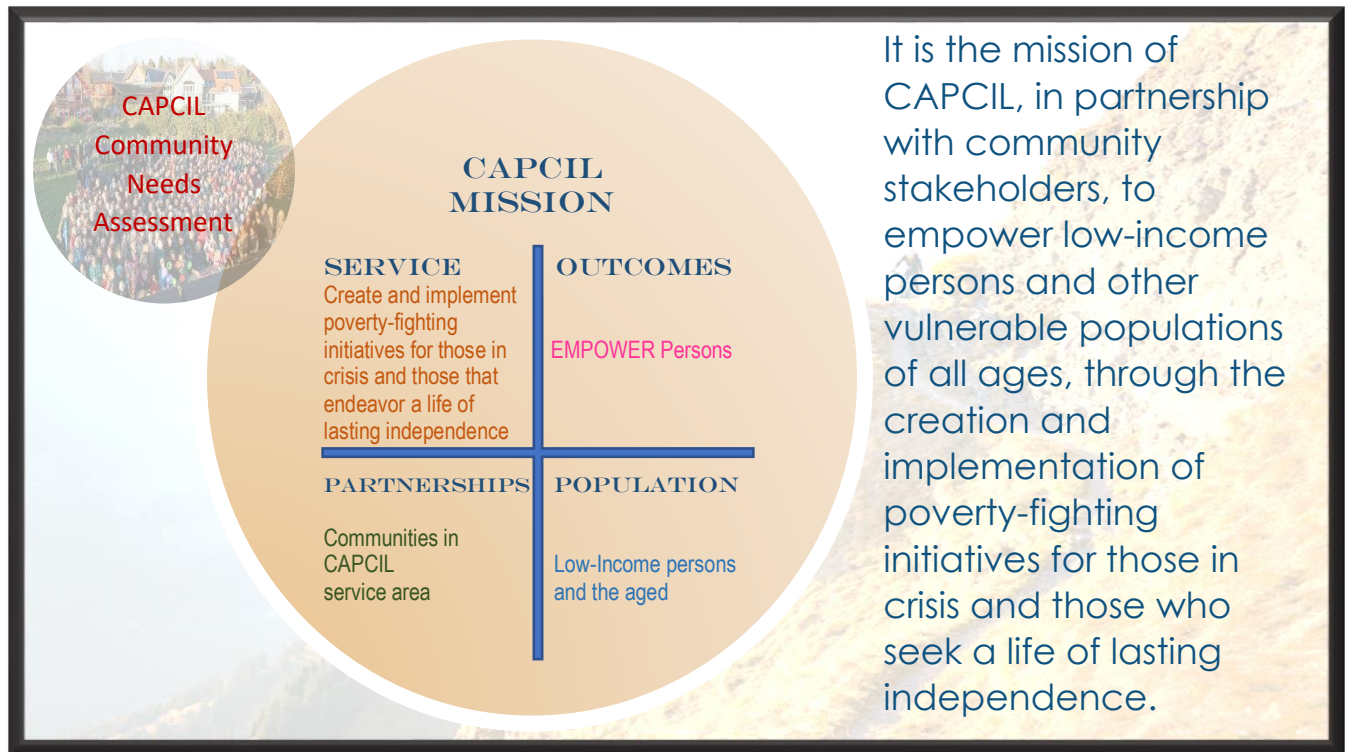 CAPCIL
Community
Needs
Assessment
CAPCIL
MISSION
SERVICE
Create and implement
poverty-fighting
initiatives for those in
crisis and those that
endeavor a life of
lasting independence
OUTCOMES
EMPOWER Persons
PARTNERSHIPS
Communities in
CAPCIL
service area
POPULATION
Low-Income persons
and the aged
It is the mission of
CAPCIL, in partnership
with community
stakeholders, to
empower low-income
persons and other
vulnerable populations
of all ages, through the
creation and
implementation of
poverty-fighting
initiatives for those in
crisis and those who
seek a life of lasting
independence.